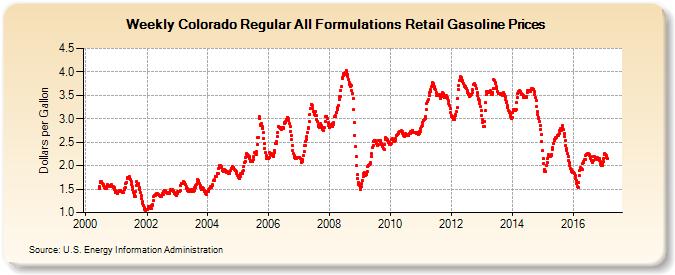 Weekly Colorado Regular All Formulations Retail Gasoline Prices
Dollars per Gallon
4.5
4.0
3.5
3.0
2.5
2.0
1.5
1.0
2000 2002 2004 2006 2008 2010 2012 2014 2016
Source: U.S. Energy Information Administration